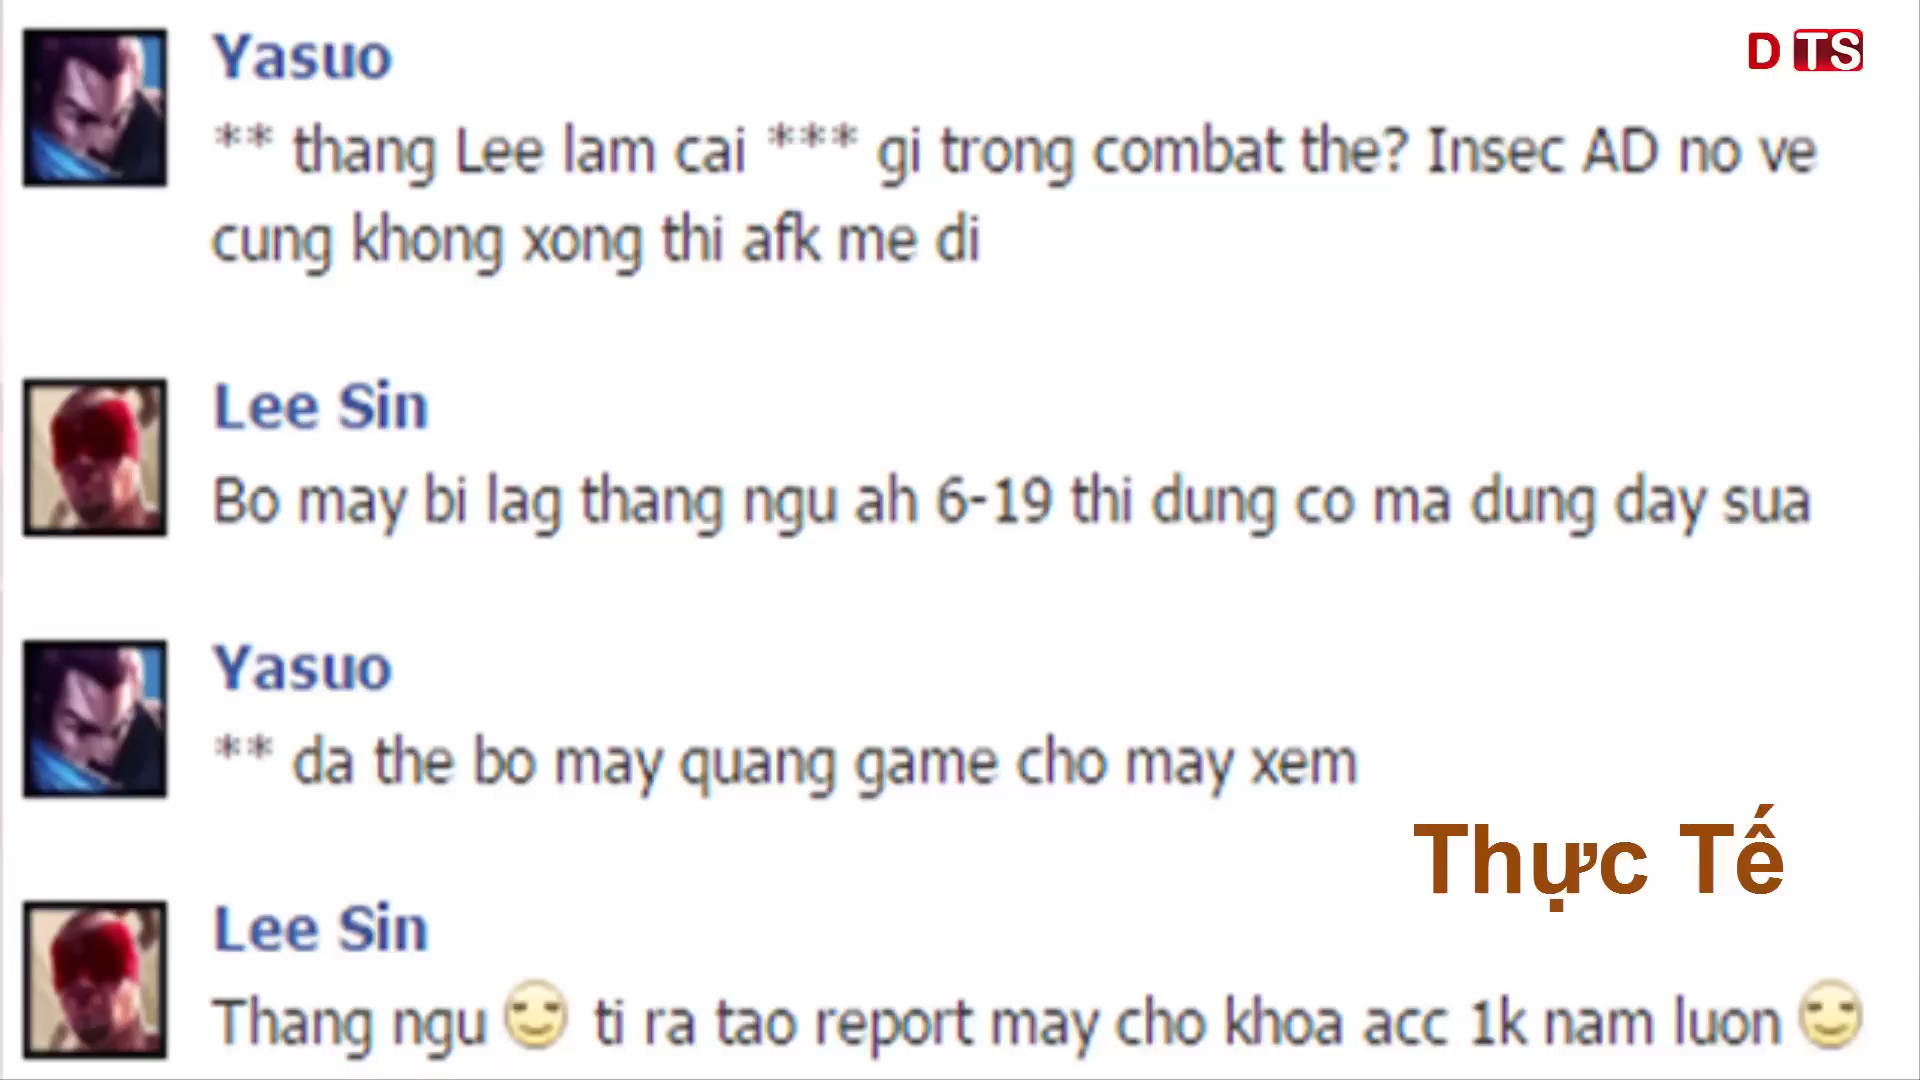 Yasuo
D TS
** thang Lee lam cai *** gi trong combat the? Insec AD no ve
cung khong xong thi afk me di
Lee Sin
Bo may bi lag thang ngu ah 6-19 thi dung co ma dung day sua
Yasuo
** da the bo may quang game cho may xem
Thực Tế
Lee Sin
Thang ngu 😌 ti ra tao report may cho khoa acc 1k nam luon 😌